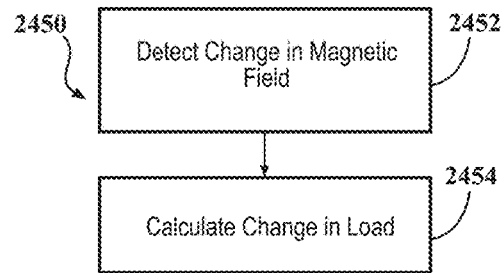 2450
Detect Change in Magnetic
Field
2452
Calculate Change in Load
2454